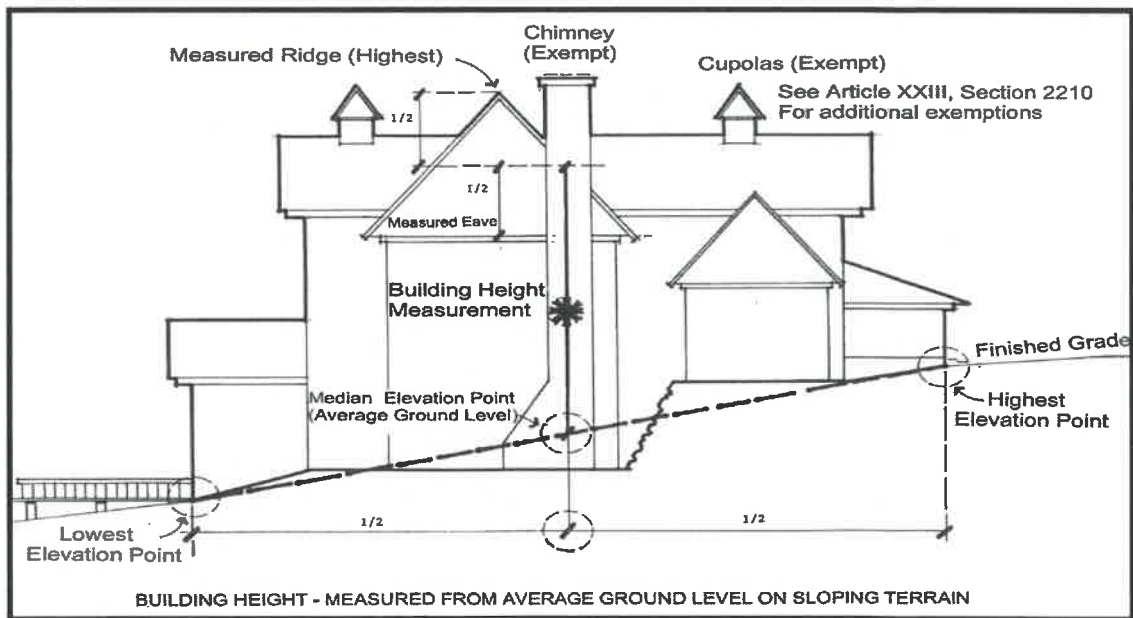 Chimney
(Exempt)
Measured Ridge (Highest)
Cupolas (Exempt)
See Article XXIII, Section 2210
For additional exemptions
1/2
1/2
Measured Eave
Building Height
Measurement
Finished Grade
Median Elevation Point
(Average Ground Level)
Highest
Elevation Point
Lowest
Elevation Point
1/2
1/2
BUILDING HEIGHT - MEASURED FROM AVERAGE GROUND LEVEL ON SLOPING TERRAIN